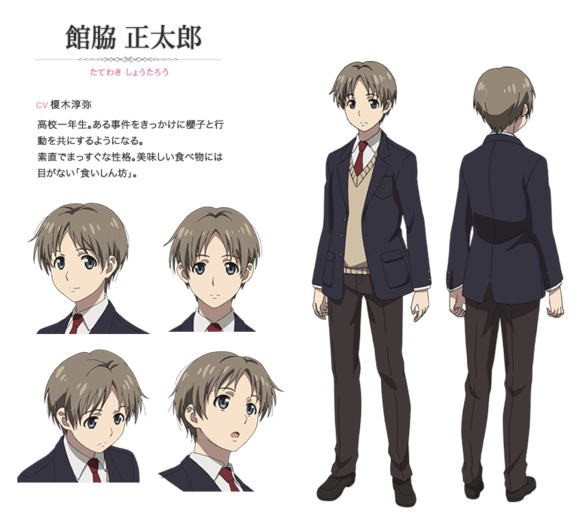 館脇 正太郎
たてわき しょうたろう
CV.榎木淳弥
高校一年生。ある事件をきっかけに櫻子と行
動を共にするようになる。
素直でまっすぐな性格。美味しい食べ物には
目がない「食いしん坊」。